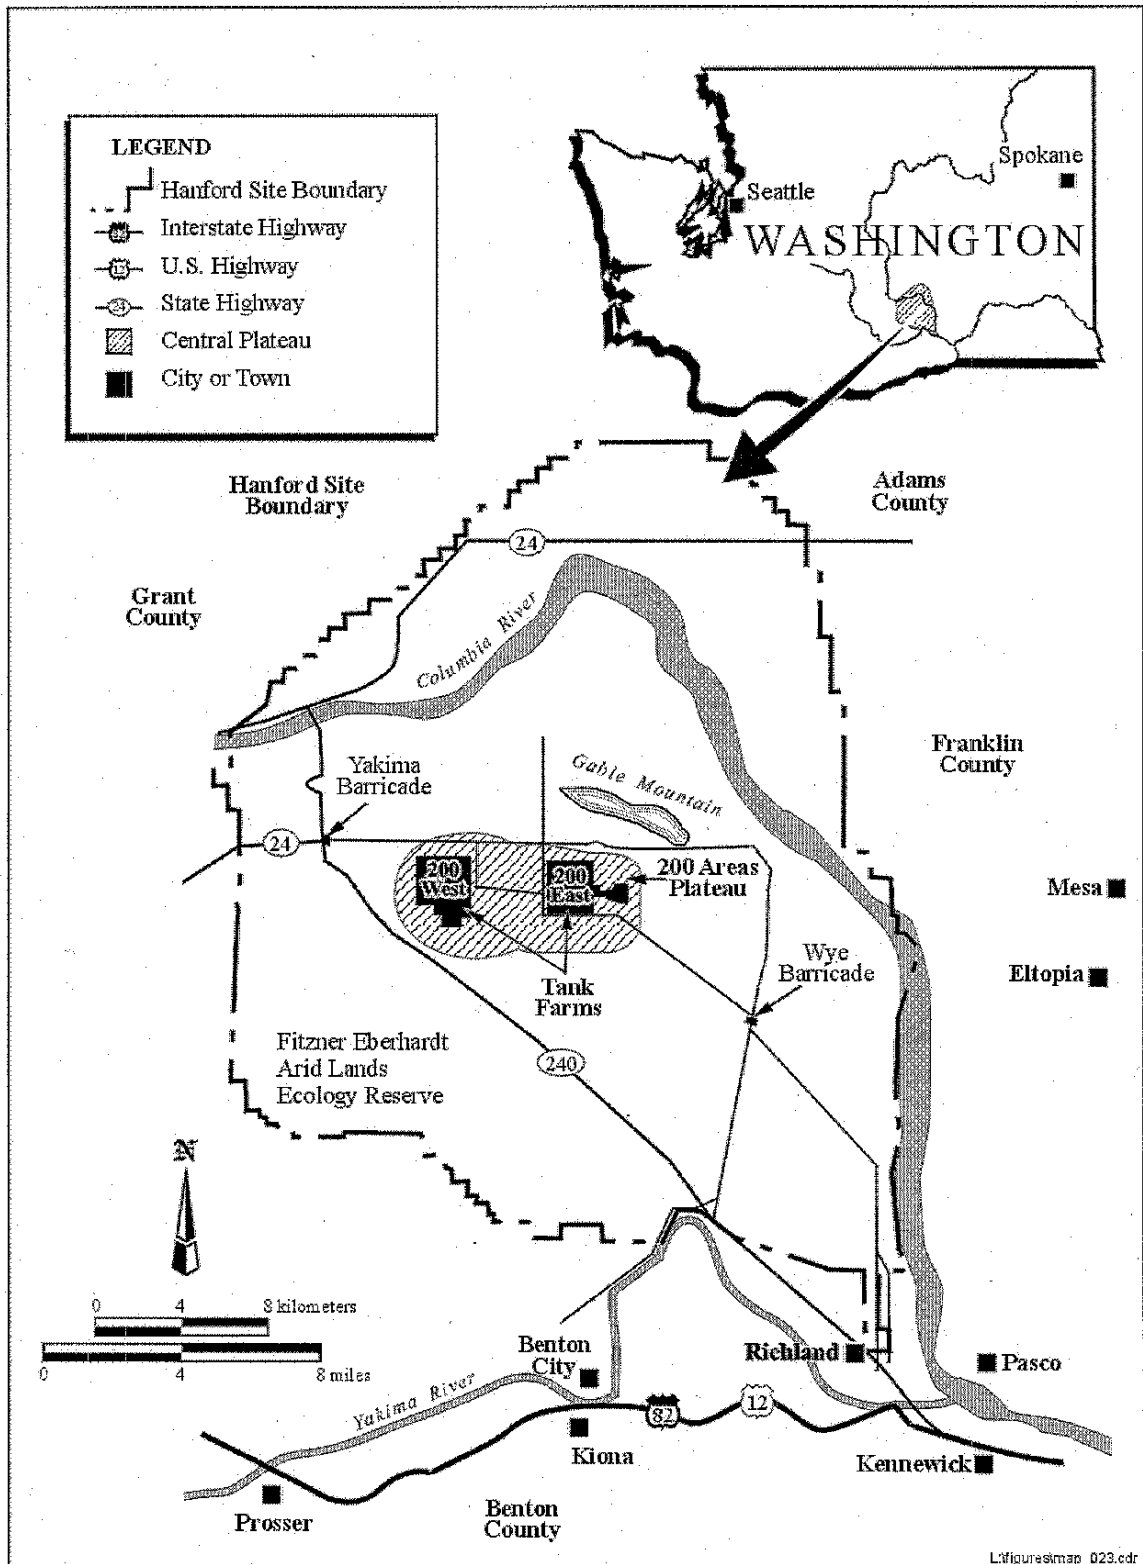 LEGEND
Hanford Site Boundary
82
Interstate Highway
12
U.S. Highway
24
State Highway
Central Plateau
City or Town
Spokane
Seattle
WASHINGTON
Hanford Site
Boundary
Adams
County
24
Grant
County
Columbia River
Franklin
County
Yakima
Barricade
Gable Mountain
24
200
West
200
East
200 Areas
Plateau
Mesa
Wye
Barricade
Eltopia
Tank
Farms
Fitzner Eberhardt
Arid Lands
Ecology Reserve
240
N
0 4 8 kilometers
0 4 8 miles
Benton
City
Richland
Pasco
Yakima River
82
12
Kiona
Kennewick
Prosser
Benton
County
L:\figures\map_023.cdr